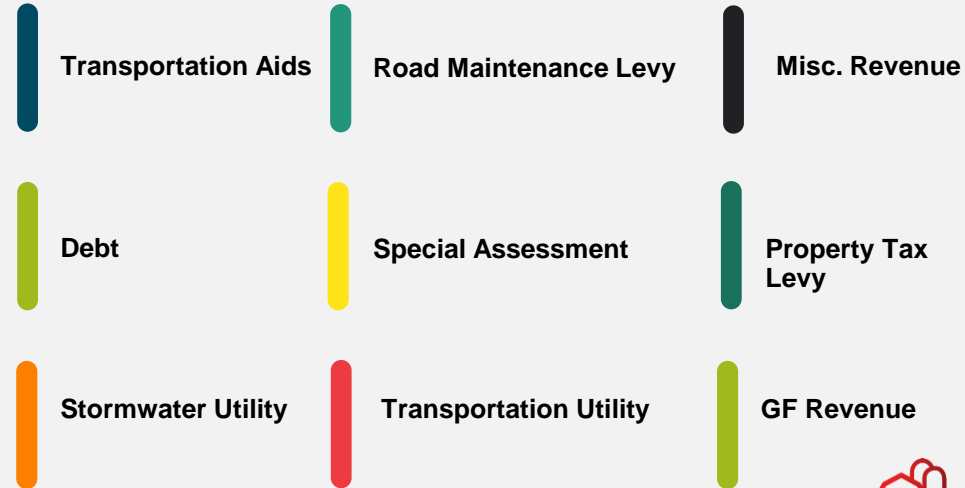 Transportation Aids
Road Maintenance Levy
Misc. Revenue
Debt
Special Assessment
Property Tax
Levy
Stormwater Utility
Transportation Utility
GF Revenue